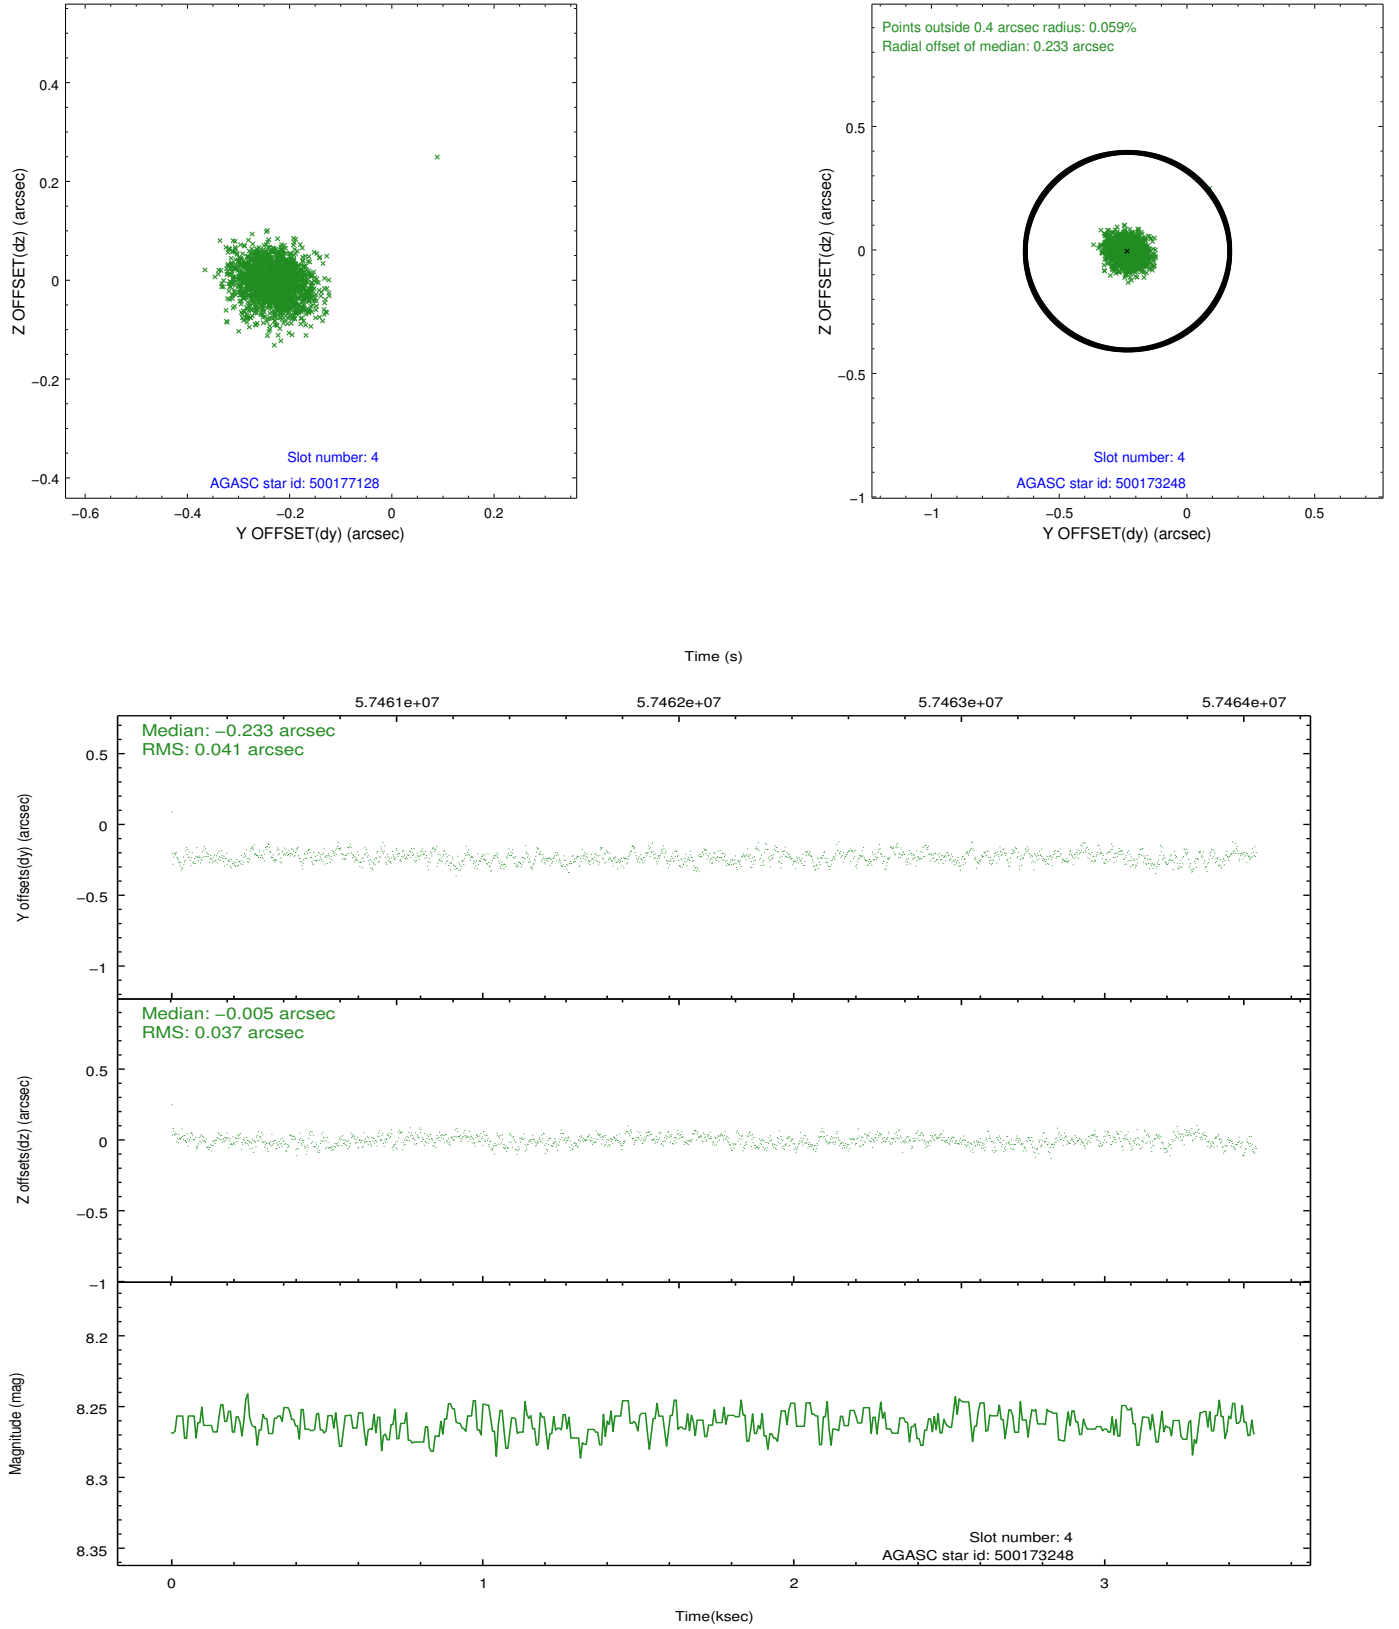 0.4
0.2
0
−0.2
−0.4
Z OFFSET(dz) (arcsec)
Slot number: 4
AGASC star id: 500177128
−0.6
−0.4
−0.2
0
0.2
Y OFFSET(dy) (arcsec)
Points outside 0.4 arcsec radius: 0.059%
Radial offset of median: 0.233 arcsec
0.5
0
−0.5
−1
Z OFFSET(dz) (arcsec)
Slot number: 4
AGASC star id: 500173248
−1
−0.5
0
0.5
Y OFFSET(dy) (arcsec)
Time (s)
5.7461e+07
5.7462e+07
5.7463e+07
5.7464e+07
Median: −0.233 arcsec
RMS: 0.041 arcsec
0.5
0
−0.5
−1
Y offsets(dy) (arcsec)
Median: −0.005 arcsec
RMS: 0.037 arcsec
0.5
0
−0.5
−1
Z offsets(dz) (arcsec)
8.2
8.25
8.3
8.35
Magnitude (mag)
Slot number: 4
AGASC star id: 500173248
0
1
2
3
Time(ksec)